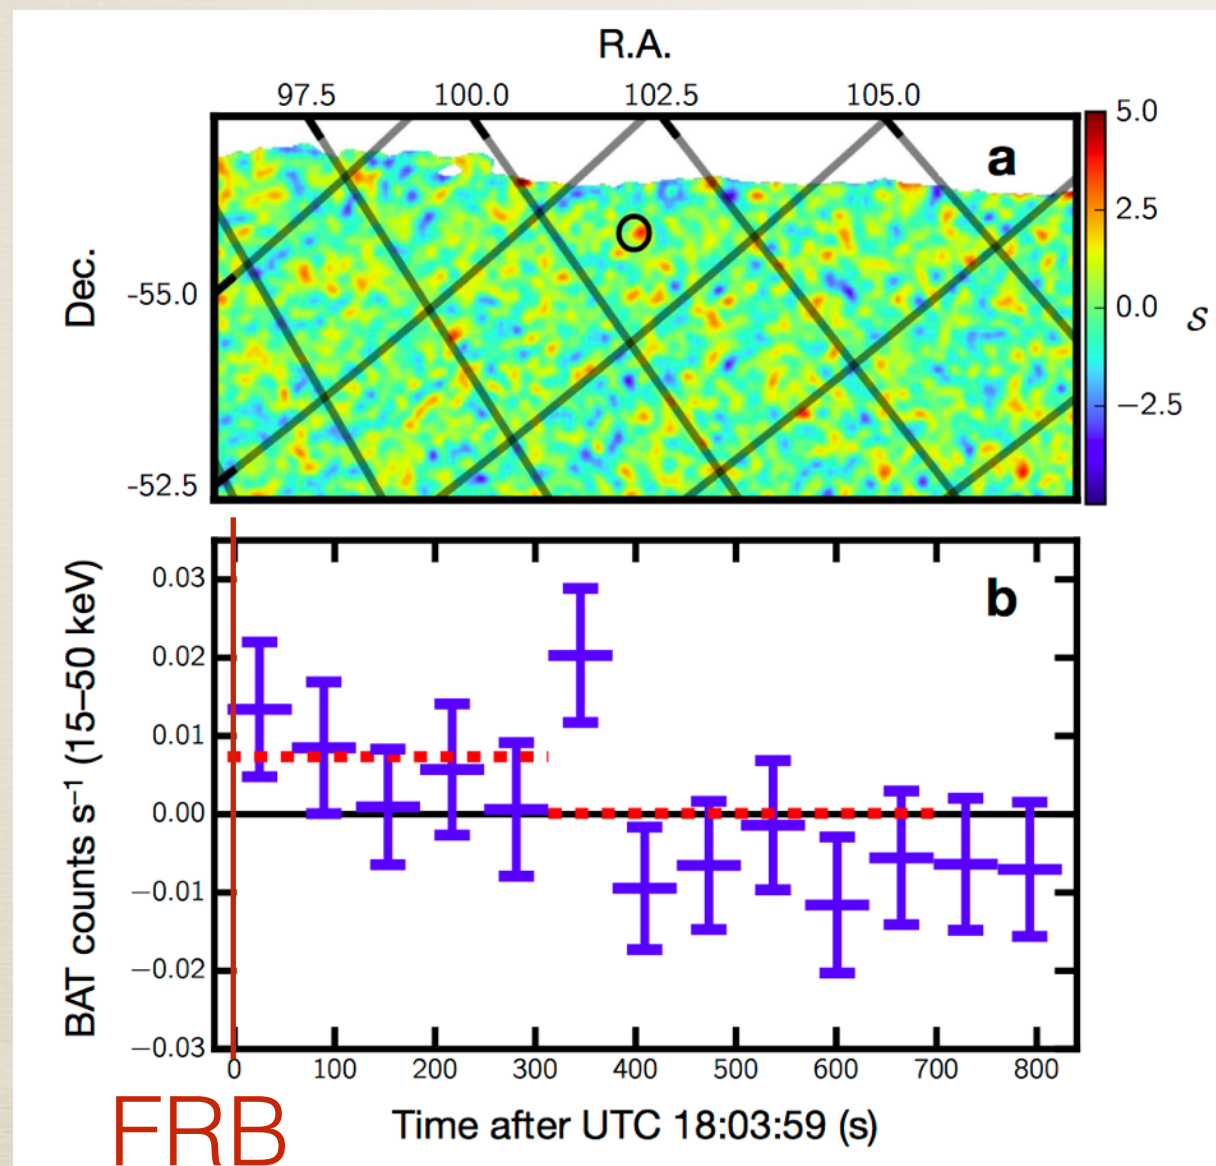 R.A.
97.5 100.0 102.5 105.0
a
Dec.
-55.0
-52.5
5.0
2.5
0.0
−2.5
S
b
BAT counts s⁻¹ (15–50 keV)
0.03
0.02
0.01
0.00
−0.01
−0.02
−0.03
0 100 200 300 400 500 600 700 800
FRB
Time after UTC 18:03:59 (s)